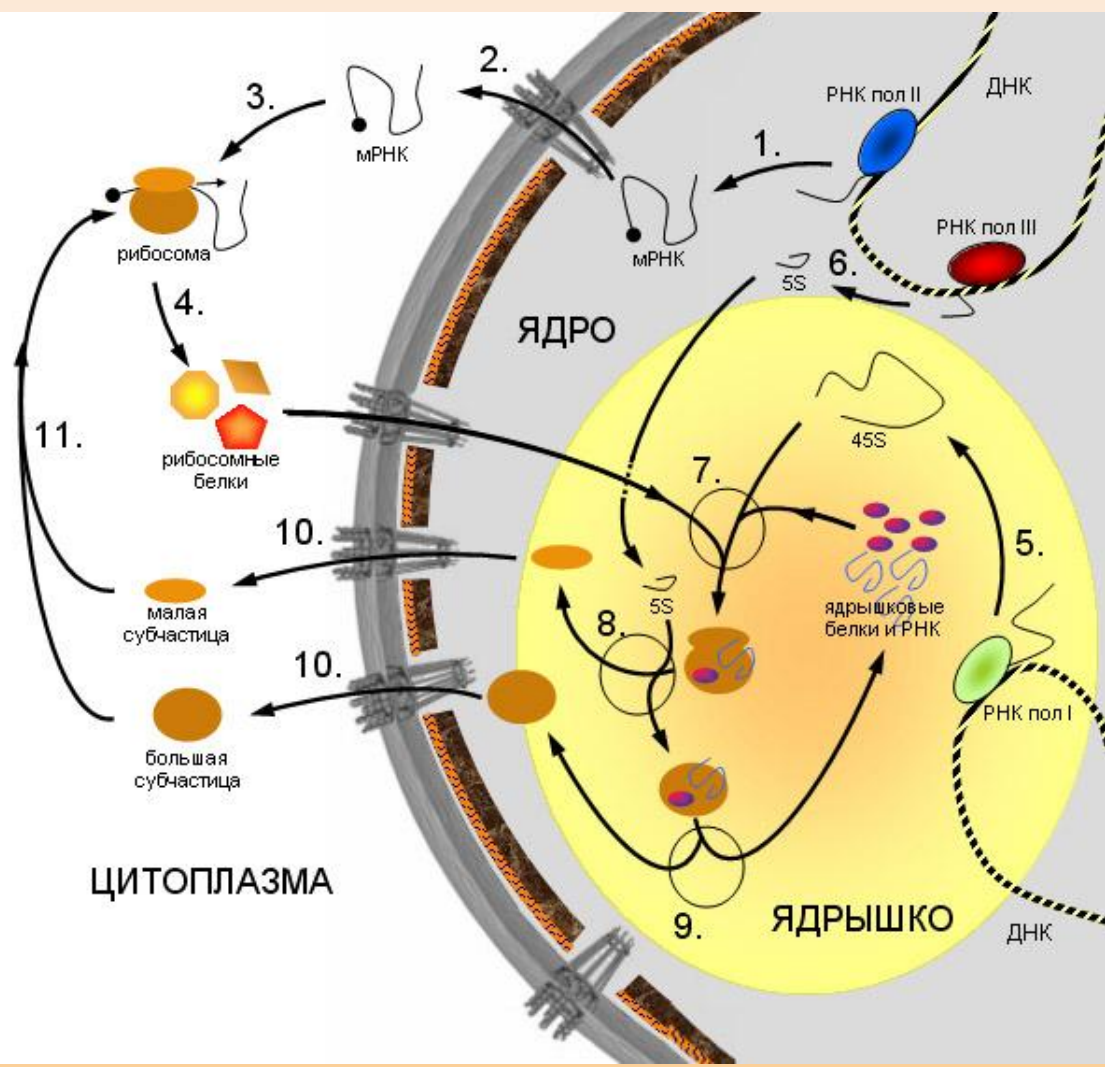 РНК пол II
ДНК
2.
3.
мРНК
1.
РНК пол III
мРНК
рибосома
6.
5S
4.
ЯДРО
11.
рибосомные
белки
45S
7.
10.
5.
малая
субчастица
5S
ядрышковые
белки и РНК
8.
10.
РНК пол I
большая
субчастица
ЦИТОПЛАЗМА
9.
ЯДРЫШКО
ДНК